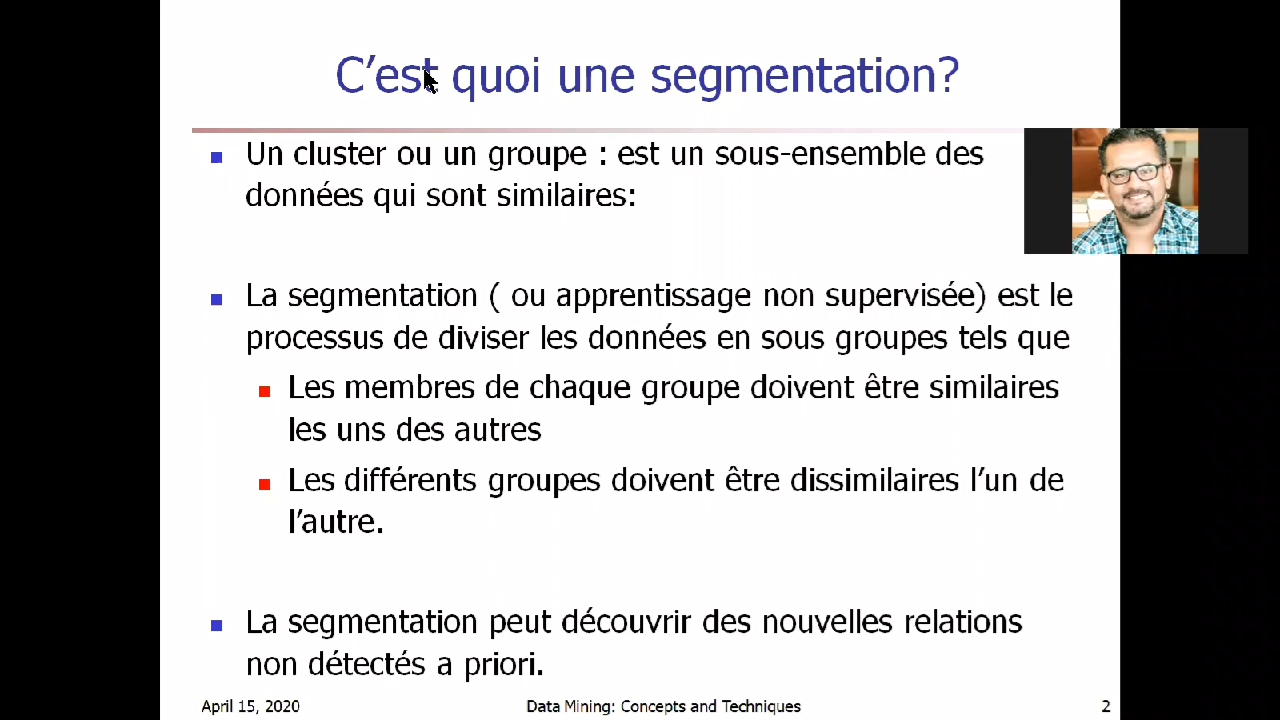 C’est quoi une segmentation?
Un cluster ou un groupe : est un sous-ensemble des
données qui sont similaires:
La segmentation ( ou apprentissage non supervisée) est le
processus de diviser les données en sous groupes tels que
Les membres de chaque groupe doivent être similaires
les uns des autres
Les différents groupes doivent être dissimilaires l’un de
l’autre.
La segmentation peut découvrir des nouvelles relations
non détectés a priori.
April 15, 2020
Data Mining: Concepts and Techniques
2